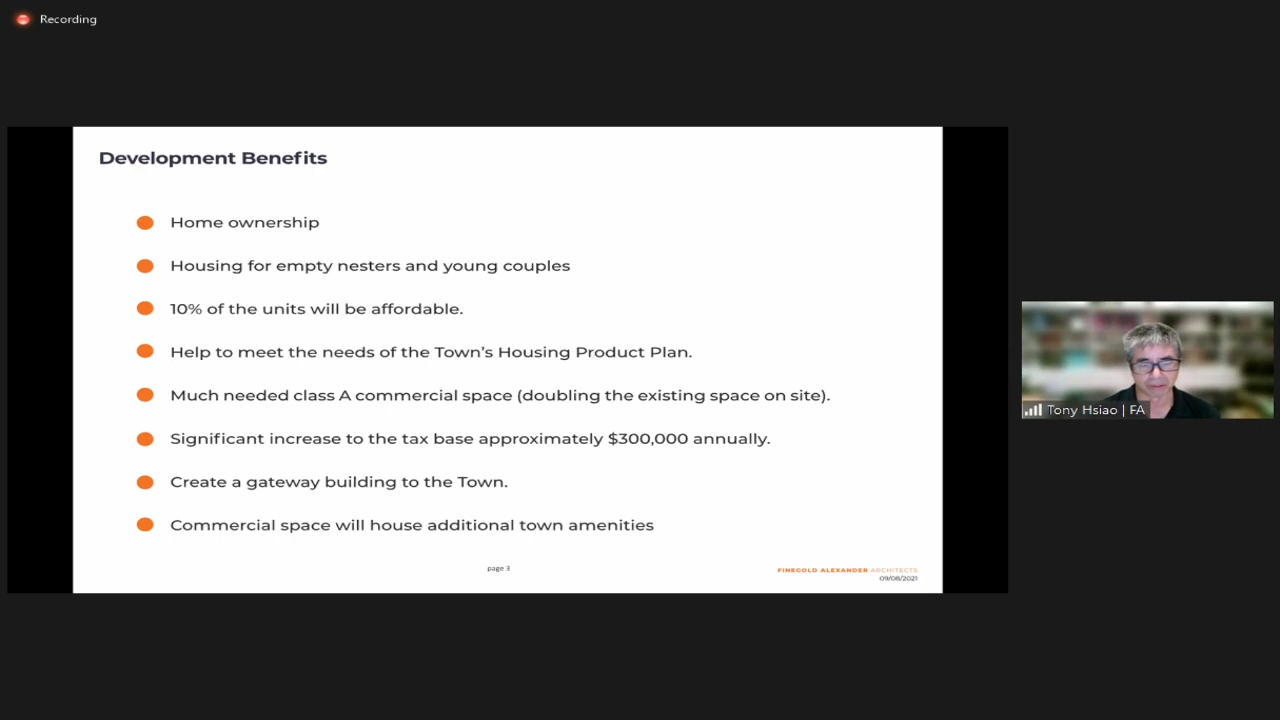 Recording
Development Benefits
Home ownership
Housing for empty nesters and young couples
10% of the units will be affordable.
Help to meet the needs of the Town's Housing Product Plan.
Much needed class A commercial space (doubling the existing space on site).
Significant increase to the tax base approximately $300,000 annually.
Create a gateway building to the Town.
Commercial space will house additional town amenities
page 3
FINEGOLD ALEXANDER ARCHITECTS
09/08/2021
Tony Hsiao | FA